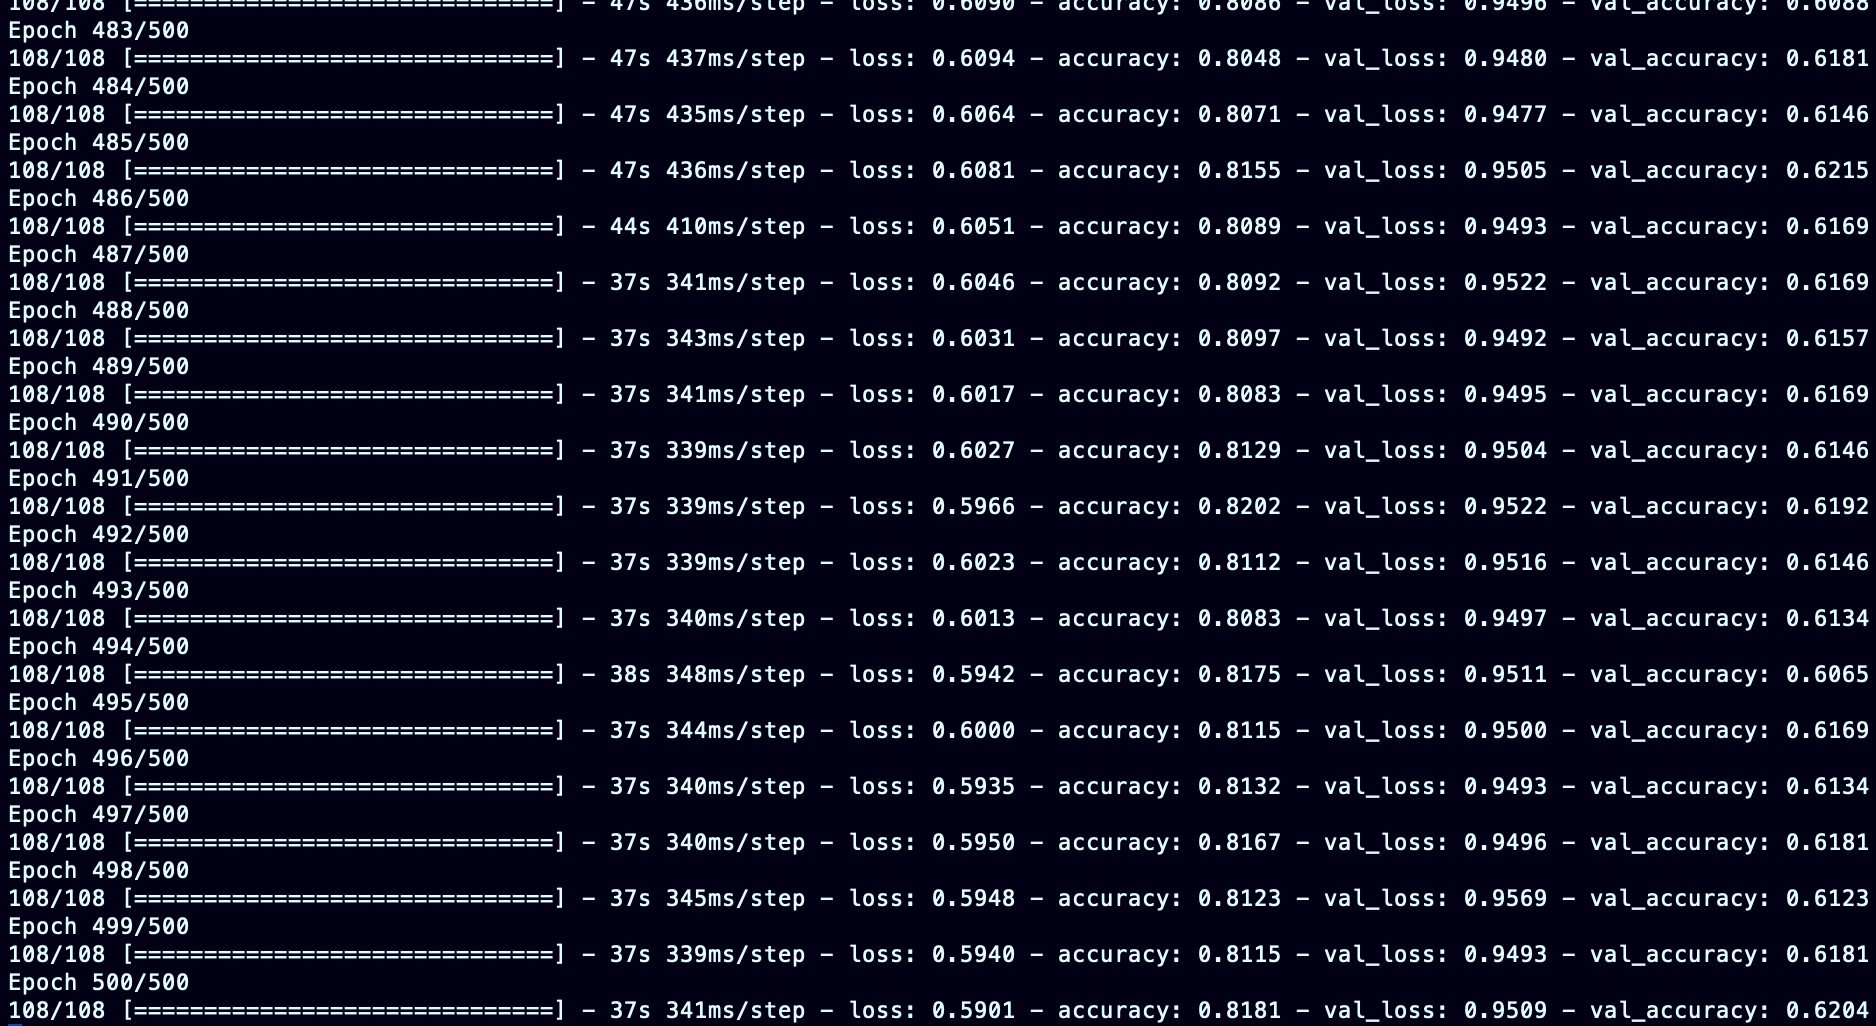 108/108 [==============================] - 47s 436ms/step - loss: 0.6090 - accuracy: 0.8086 - val_loss: 0.9496 - val_accuracy: 0.6088
Epoch 483/500
108/108 [==============================] - 47s 437ms/step - loss: 0.6094 - accuracy: 0.8048 - val_loss: 0.9480 - val_accuracy: 0.6181
Epoch 484/500
108/108 [==============================] - 47s 435ms/step - loss: 0.6064 - accuracy: 0.8071 - val_loss: 0.9477 - val_accuracy: 0.6146
Epoch 485/500
108/108 [==============================] - 47s 436ms/step - loss: 0.6081 - accuracy: 0.8155 - val_loss: 0.9505 - val_accuracy: 0.6215
Epoch 486/500
108/108 [==============================] - 44s 410ms/step - loss: 0.6051 - accuracy: 0.8089 - val_loss: 0.9493 - val_accuracy: 0.6169
Epoch 487/500
108/108 [==============================] - 37s 341ms/step - loss: 0.6046 - accuracy: 0.8092 - val_loss: 0.9522 - val_accuracy: 0.6169
Epoch 488/500
108/108 [==============================] - 37s 343ms/step - loss: 0.6031 - accuracy: 0.8097 - val_loss: 0.9492 - val_accuracy: 0.6157
Epoch 489/500
108/108 [==============================] - 37s 341ms/step - loss: 0.6017 - accuracy: 0.8083 - val_loss: 0.9495 - val_accuracy: 0.6169
Epoch 490/500
108/108 [==============================] - 37s 339ms/step - loss: 0.6027 - accuracy: 0.8129 - val_loss: 0.9504 - val_accuracy: 0.6146
Epoch 491/500
108/108 [==============================] - 37s 339ms/step - loss: 0.5966 - accuracy: 0.8202 - val_loss: 0.9522 - val_accuracy: 0.6192
Epoch 492/500
108/108 [==============================] - 37s 339ms/step - loss: 0.6023 - accuracy: 0.8112 - val_loss: 0.9516 - val_accuracy: 0.6146
Epoch 493/500
108/108 [==============================] - 37s 340ms/step - loss: 0.6013 - accuracy: 0.8083 - val_loss: 0.9497 - val_accuracy: 0.6134
Epoch 494/500
108/108 [==============================] - 38s 348ms/step - loss: 0.5942 - accuracy: 0.8175 - val_loss: 0.9511 - val_accuracy: 0.6065
Epoch 495/500
108/108 [==============================] - 37s 344ms/step - loss: 0.6000 - accuracy: 0.8115 - val_loss: 0.9500 - val_accuracy: 0.6169
Epoch 496/500
108/108 [==============================] - 37s 340ms/step - loss: 0.5935 - accuracy: 0.8132 - val_loss: 0.9493 - val_accuracy: 0.6134
Epoch 497/500
108/108 [==============================] - 37s 340ms/step - loss: 0.5950 - accuracy: 0.8167 - val_loss: 0.9496 - val_accuracy: 0.6181
Epoch 498/500
108/108 [==============================] - 37s 345ms/step - loss: 0.5948 - accuracy: 0.8123 - val_loss: 0.9569 - val_accuracy: 0.6123
Epoch 499/500
108/108 [==============================] - 37s 339ms/step - loss: 0.5940 - accuracy: 0.8115 - val_loss: 0.9493 - val_accuracy: 0.6181
Epoch 500/500
108/108 [==============================] - 37s 341ms/step - loss: 0.5901 - accuracy: 0.8181 - val_loss: 0.9509 - val_accuracy: 0.6204